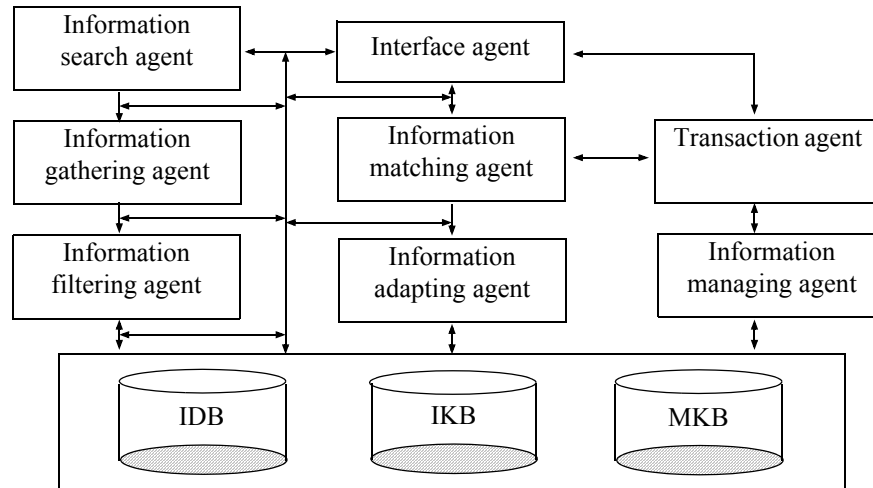 Information
search agent
Interface agent
Information
gathering agent
Information
matching agent
Transaction agent
Information
filtering agent
Information
adapting agent
Information
managing agent
IDB
IKB
MKB